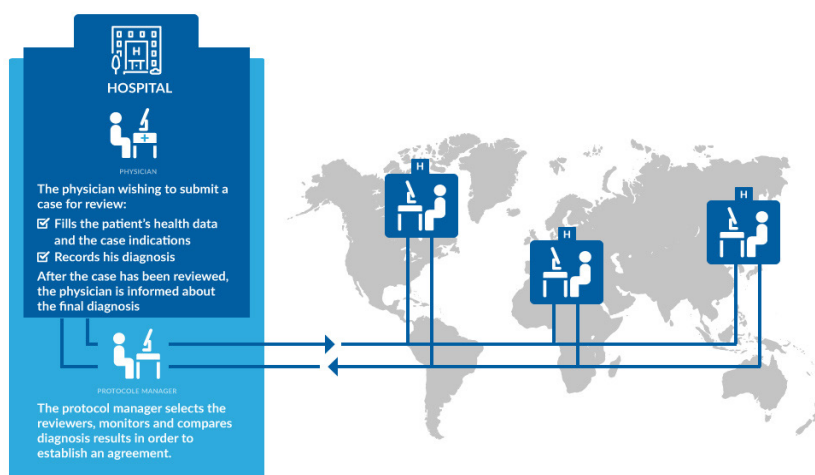 H
HOSPITAL
PHYSICIAN
The physician wishing to submit a
case for review:
Fills the patient's health data
and the case indications
Records his diagnosis
After the case has been reviewed,
the physician is informed about
the final diagnosis
PROTOCOLE MANAGER
The protocol manager selects the
reviewers, monitors and compares
diagnosis results in order to
establish an agreement.
H
H
H